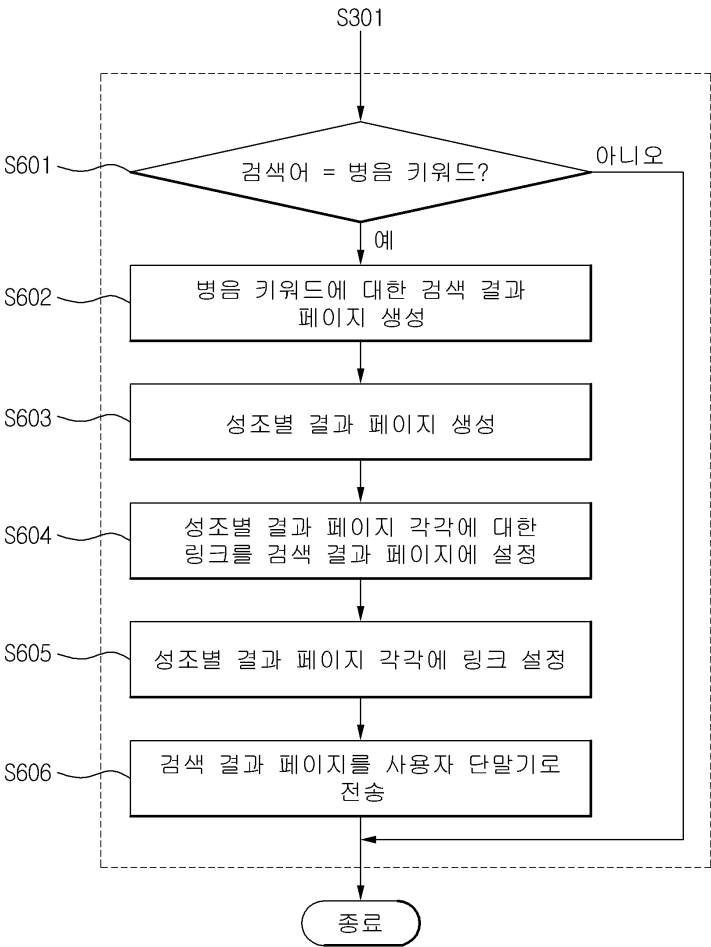 S301
S601
검색어 = 병음 키워드?
아니오
예
S602
병음 키워드에 대한 검색 결과
페이지 생성
S603
성조별 결과 페이지 생성
S604
성조별 결과 페이지 각각에 대한
링크를 검색 결과 페이지에 설정
S605
성조별 결과 페이지 각각에 링크 설정
S606
검색 결과 페이지를 사용자 단말기로
전송
종료